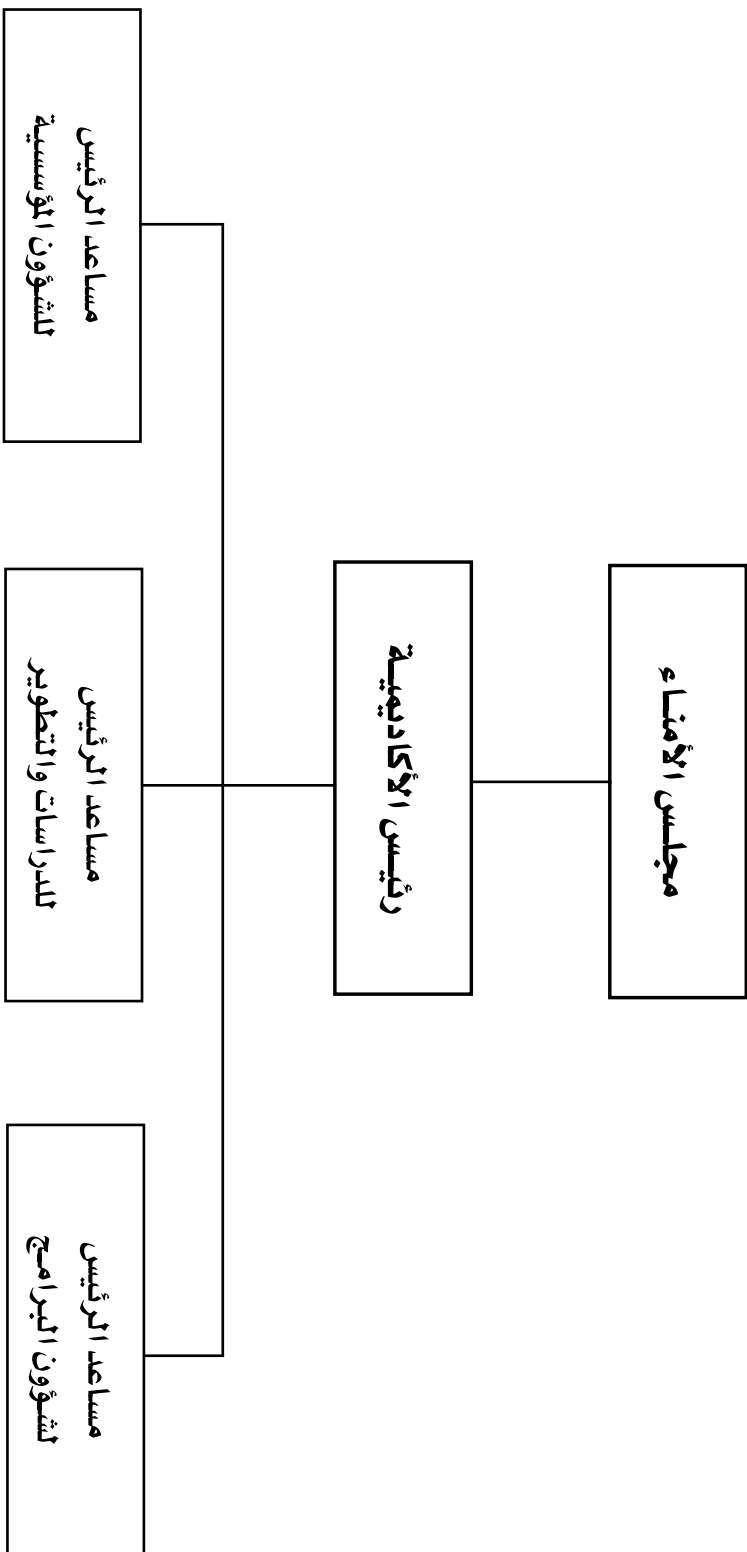 مجلس الأمناء
رئيس الأكاديمية
مساعد الرئيس
لشؤون البرامج
مساعد الرئيس
للدراسات والتطوير
مساعد الرئيس
للشؤون المؤسسية